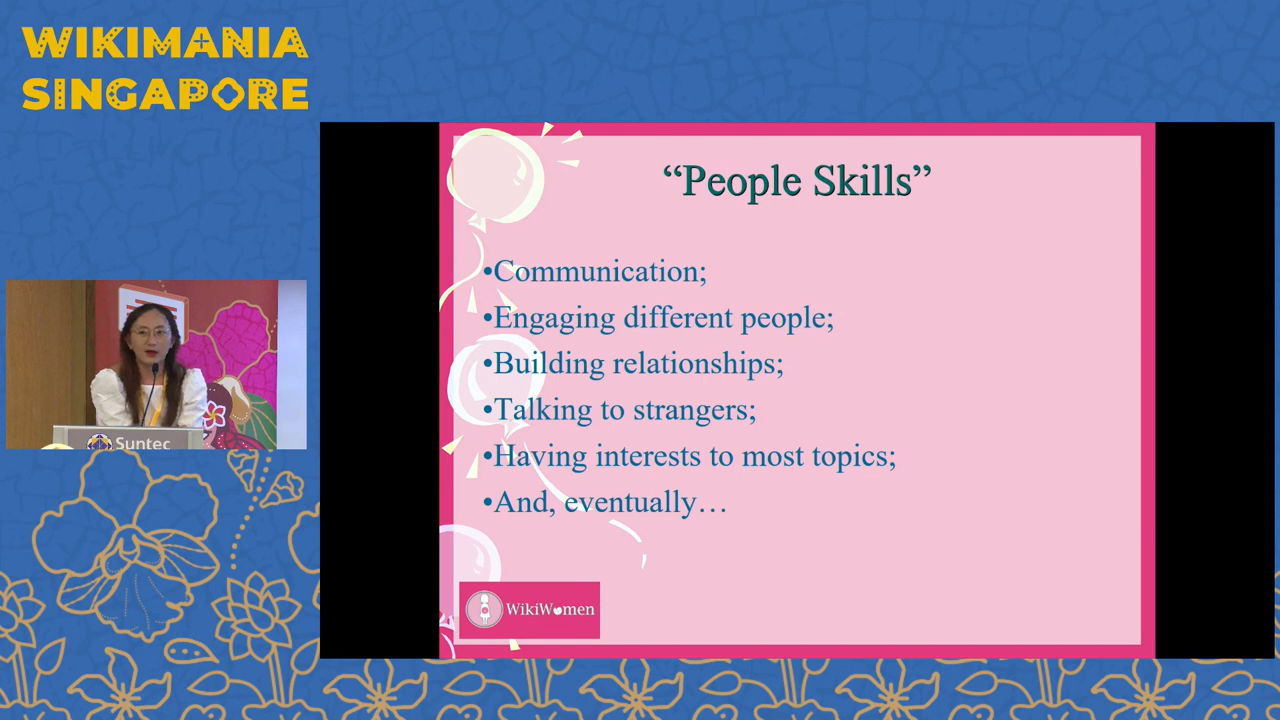 WIKIMANIA
SINGAPORE
“People Skills”
•Communication;
•Engaging different people;
•Building relationships;
•Talking to strangers;
•Having interests to most topics;
•And, eventually…
WikiWomen
Suntec